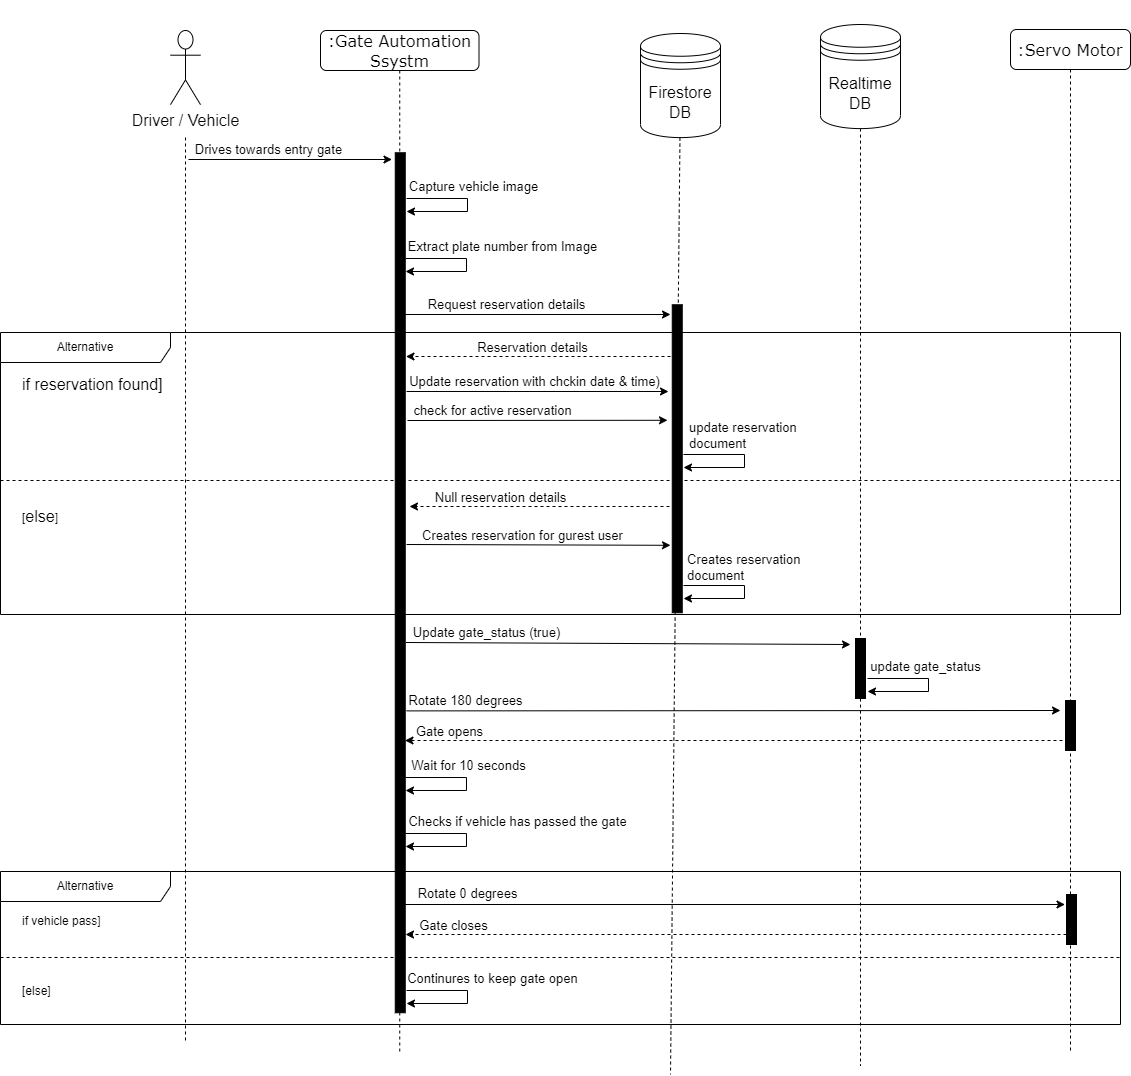 Driver / Vehicle
:Gate Automation
Ssystm
Firestore
DB
Realtime
DB
:Servo Motor
Drives towards entry gate
Capture vehicle image
Extract plate number from Image
Request reservation details
Alternative
Reservation details
if reservation found]
Update reservation with chckin date & time)
check for active reservation
update reservation
document
Null reservation details
[else]
Creates reservation for gurest user
Creates reservation
document
Update gate_status (true)
update gate_status
Rotate 180 degrees
Gate opens
Wait for 10 seconds
Checks if vehicle has passed the gate
Alternative
Rotate 0 degrees
if vehicle pass]
Gate closes
Continures to keep gate open
[else]